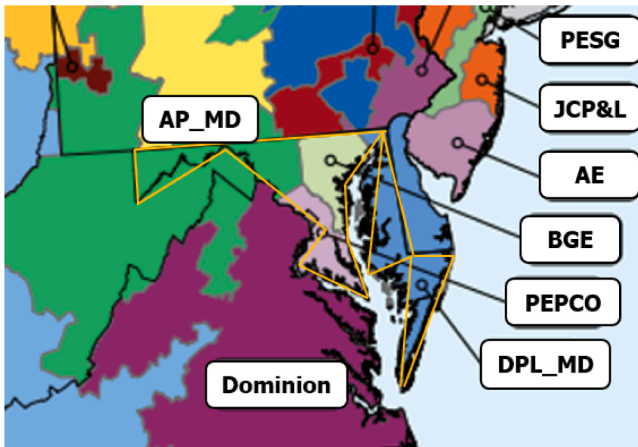 PESG
JCP&L
AP_MD
AE
BGE
PEPCO
DPL_MD
Dominion